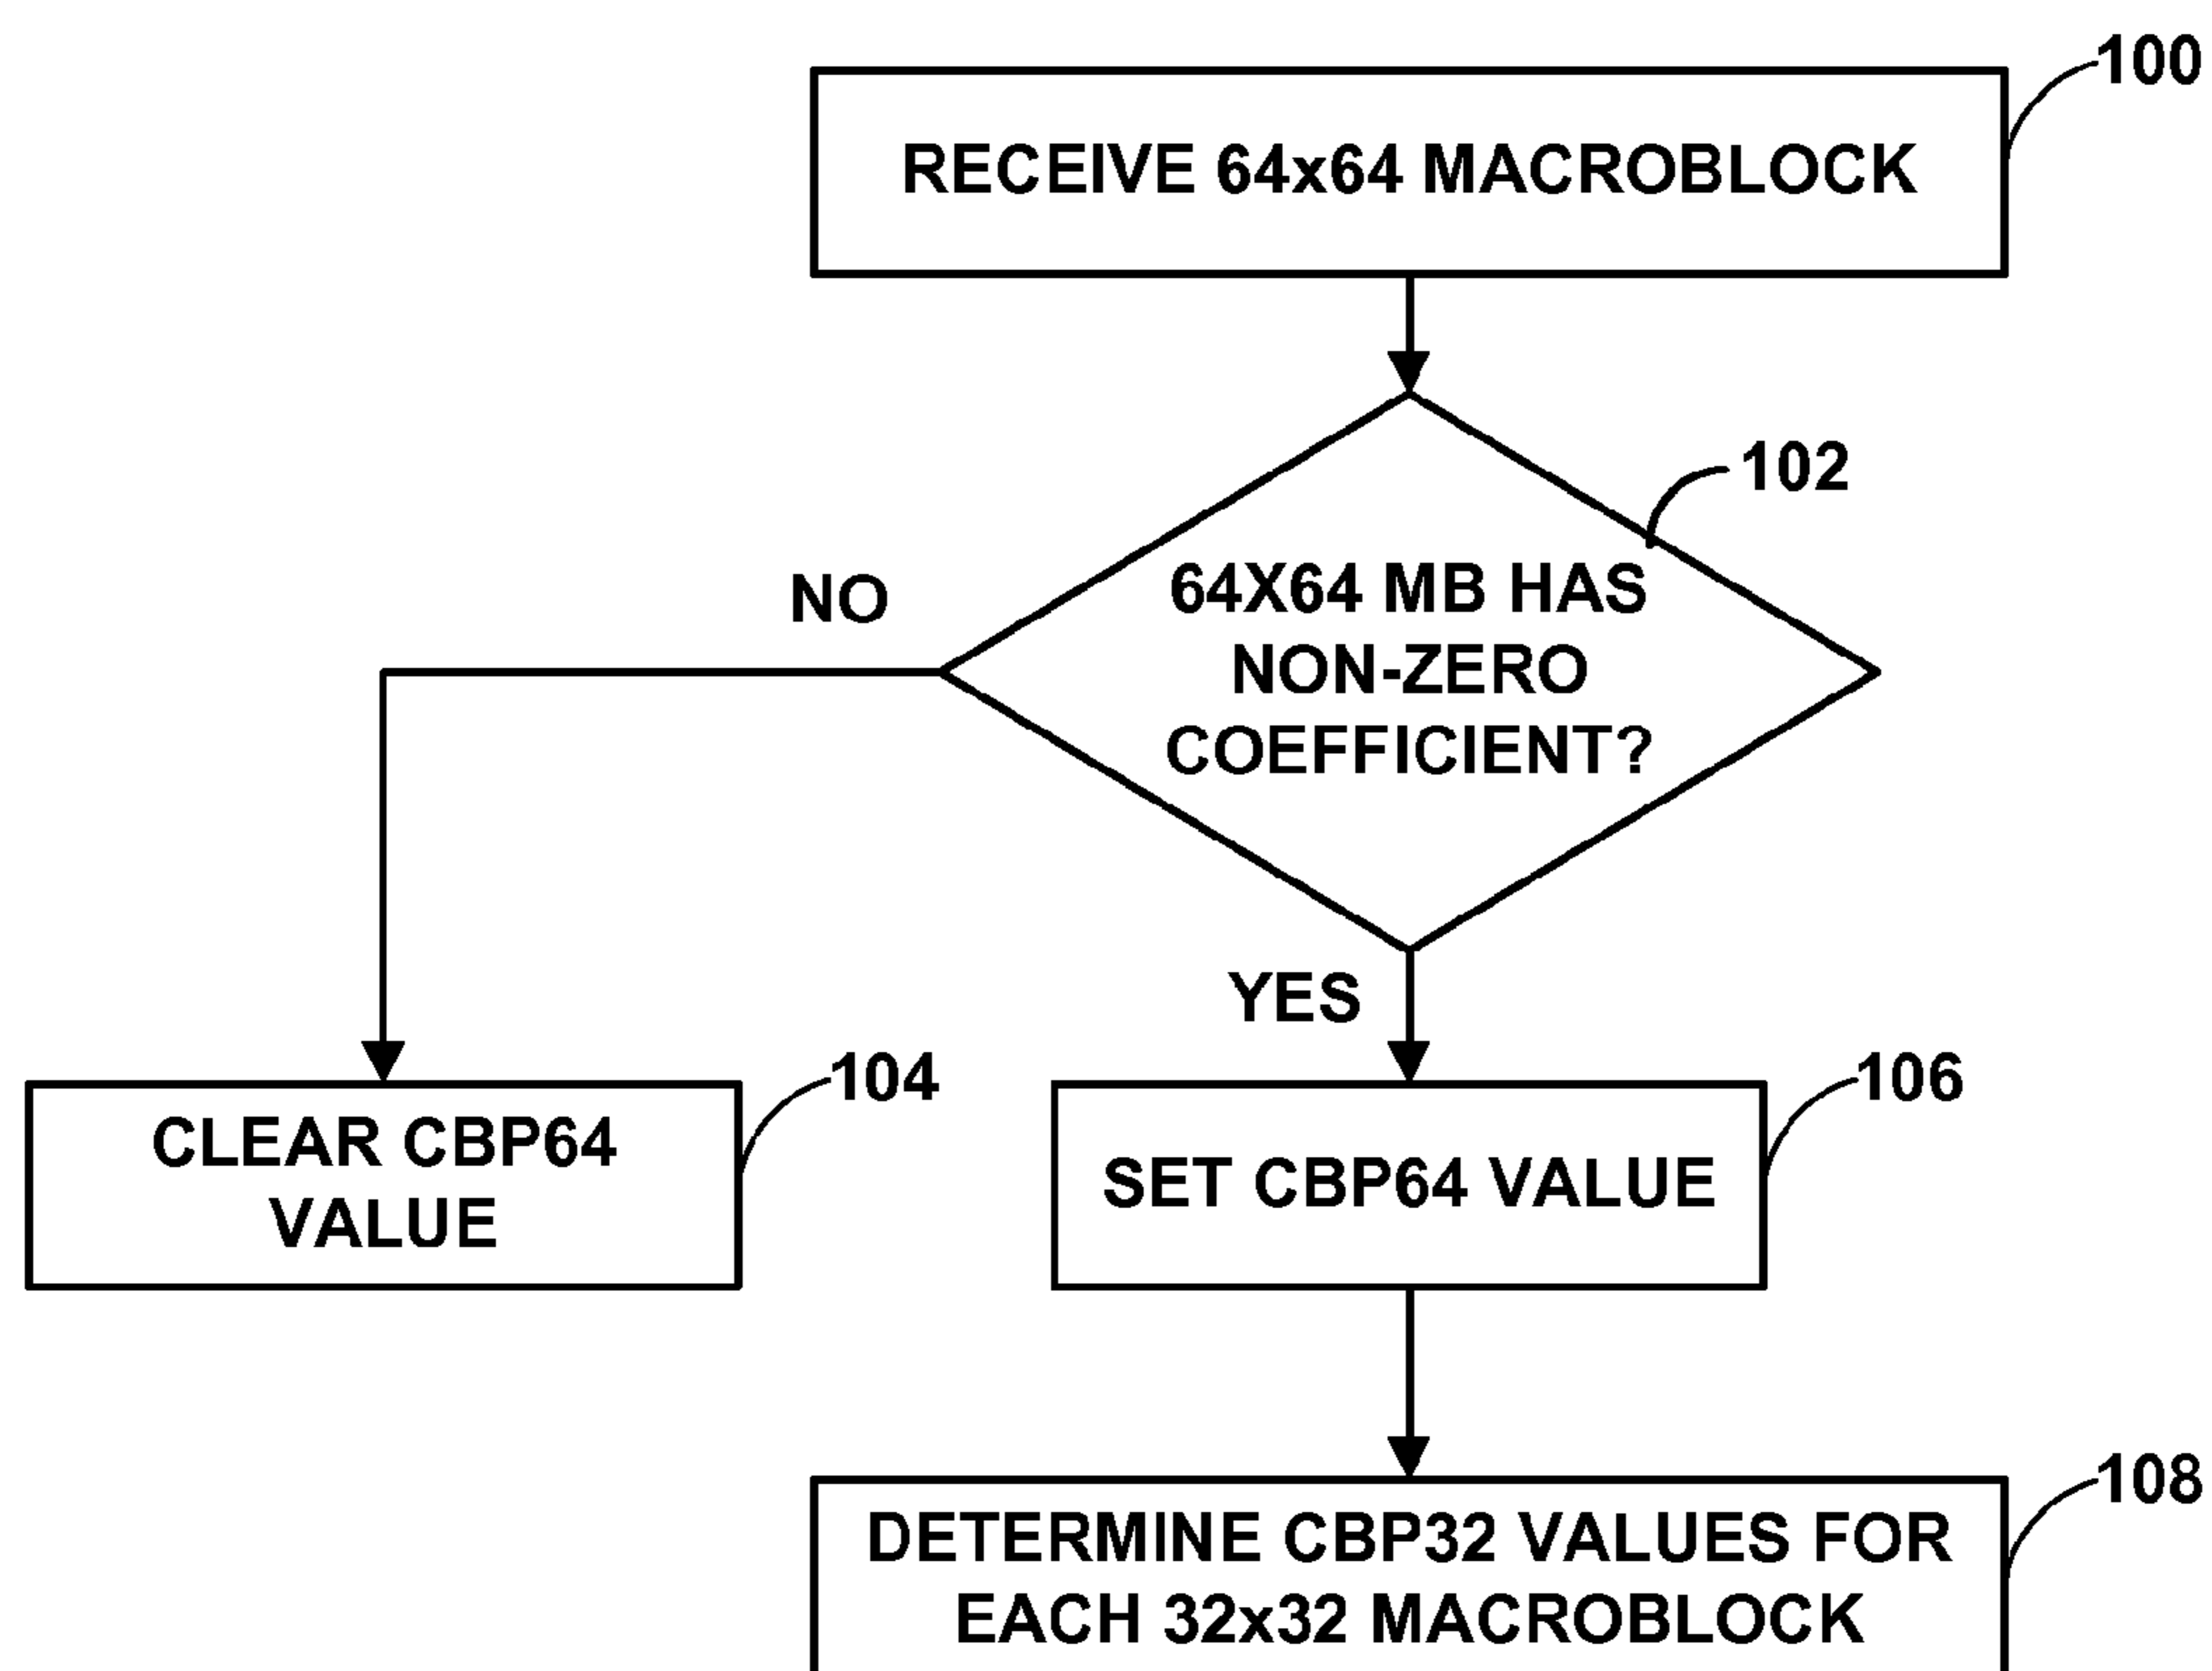 100
RECEIVE 64x64 MACROBLOCK
102
64X64 MB HAS
NON-ZERO
COEFFICIENT?
NO
YES
104
CLEAR CBP64
VALUE
106
SET CBP64 VALUE
108
DETERMINE CBP32 VALUES FOR
EACH 32x32 MACROBLOCK